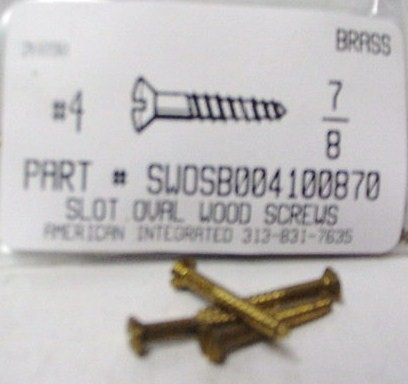 BRASS
#4 7/8
PART # SWOSB004100870
SLOT OVAL WOOD SCREWS
AMERICAN INTEGRATED 313-831-7635